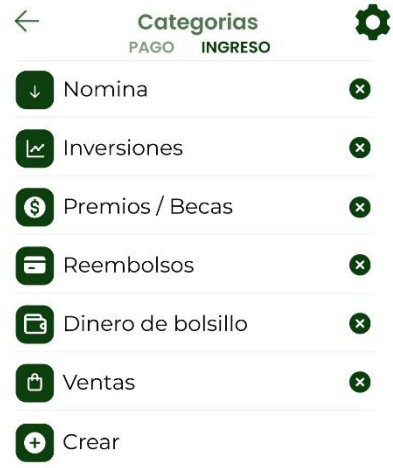 Categorias
PAGO INGRESO
Nomina
Inversiones
Premios / Becas
Reembolsos
Dinero de bolsillo
Ventas
Crear